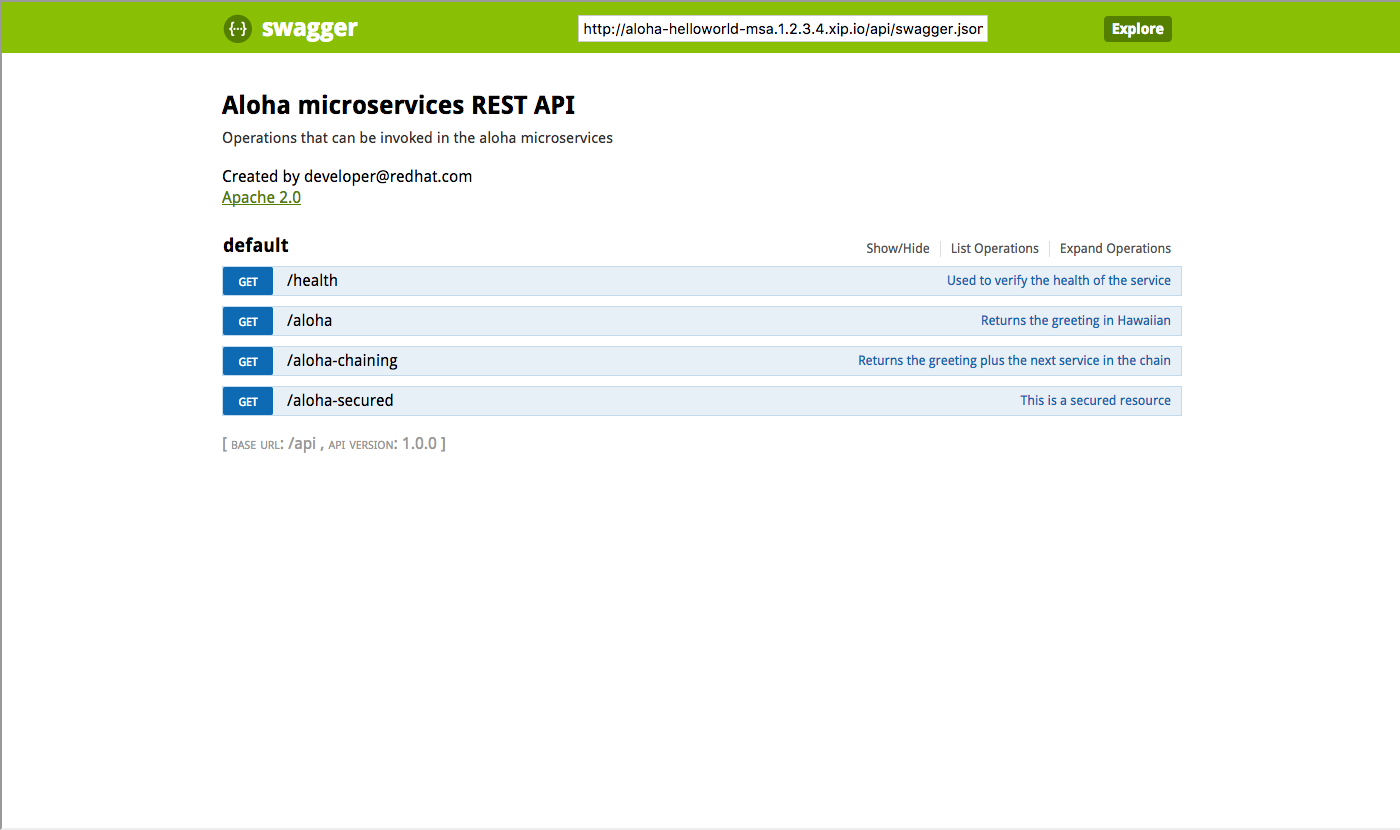 {··} swagger http://aloha-helloworld-msa.1.2.3.4.xip.io/api/swagger.jsor Explore
Aloha microservices REST API
Operations that can be invoked in the aloha microservices
Created by developer@redhat.com
Apache 2.0
default Show/Hide List Operations Expand Operations
GET /health Used to verify the health of the service
GET /aloha Returns the greeting in Hawaiian
GET /aloha-chaining Returns the greeting plus the next service in the chain
GET /aloha-secured This is a secured resource
[ BASE URL: /api , API VERSION: 1.0.0 ]